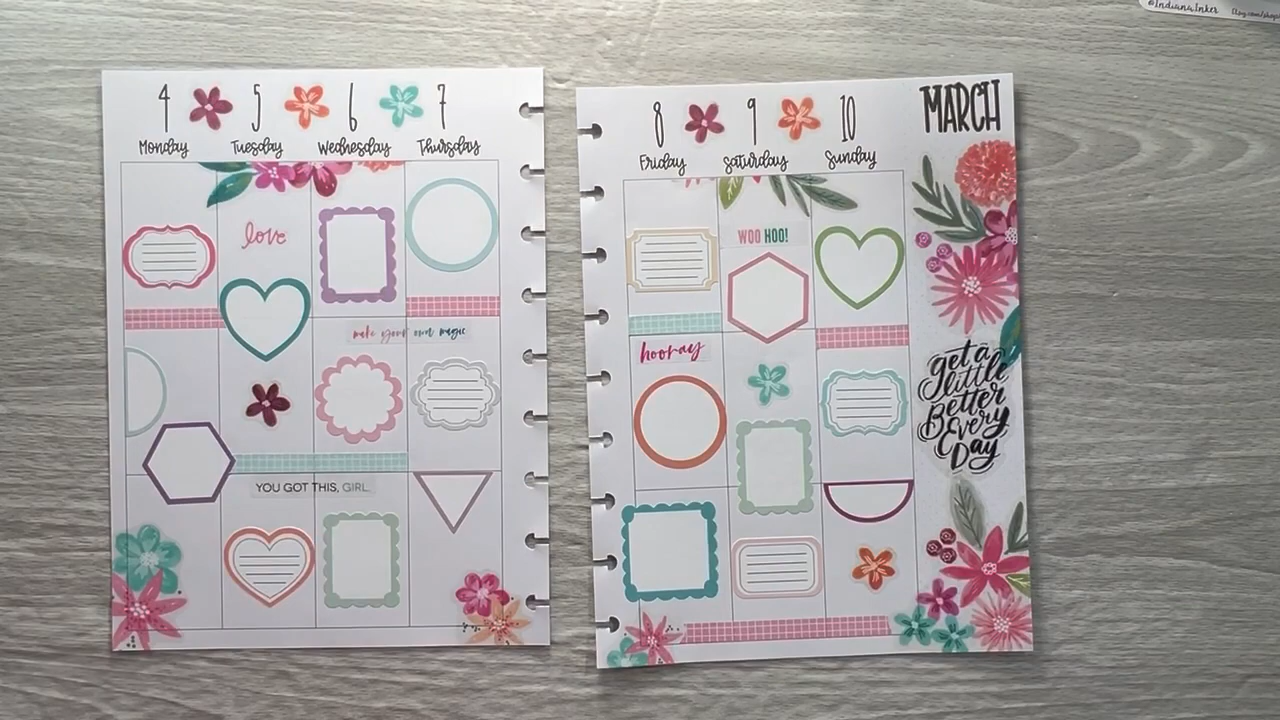 @IndianaInker
4 5 6 7
Monday Tuesday Wednesday Thursday
love
make your own magic
YOU GOT THIS, GIRL.
8 9 10
Friday Saturday Sunday
MARCH
WOO HOO!
hooray
get a
little
Better
Every
Day